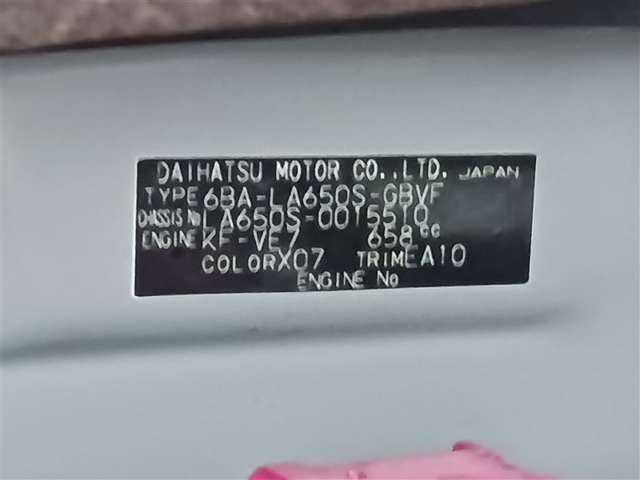 DAIHATSU MOTOR CO.,LTD. JAPAN
TYPE 6BA-LA650S-GBVF
CHASSIS No LA650S-0015510
ENGINE KF-VE7 658cc
COLOR X07 TRIM EA10
ENGINE No